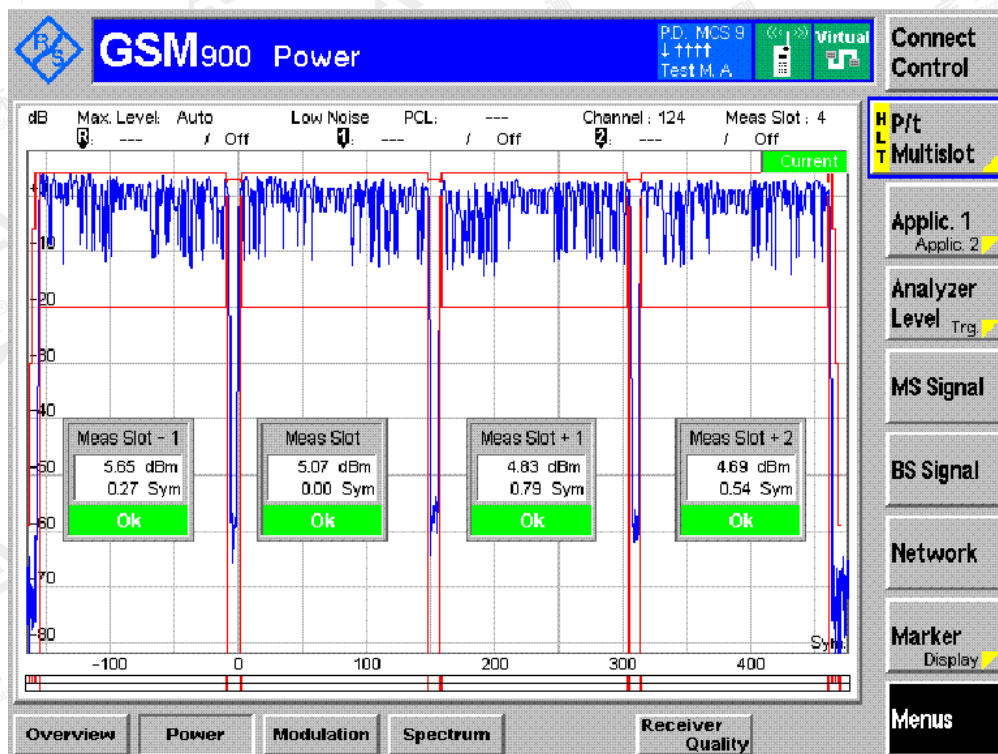 R/S
GSM900 Power
P.D. MCS 9
↓ ↑↑↑↑
Test M. A
Virtual
Connect Control
dB Max. Level: Auto Low Noise PCL: --- Channel : 124 Meas Slot : 4
R: --- / Off 1: --- / Off 2: --- / Off
Current
HLT
P/t Multislot
Applic. 1
Applic. 2
Analyzer Level Trg.
MS Signal
BS Signal
Network
Marker
Display
Menus
-10
-20
-30
-40
-50
-60
-70
-80
Meas Slot - 1
5.65 dBm
0.27 Sym
Ok
Meas Slot
5.07 dBm
0.00 Sym
Ok
Meas Slot + 1
4.83 dBm
0.79 Sym
Ok
Meas Slot + 2
4.69 dBm
0.54 Sym
Ok
Sym.
-100 0 100 200 300 400
Overview Power Modulation Spectrum Receiver Quality